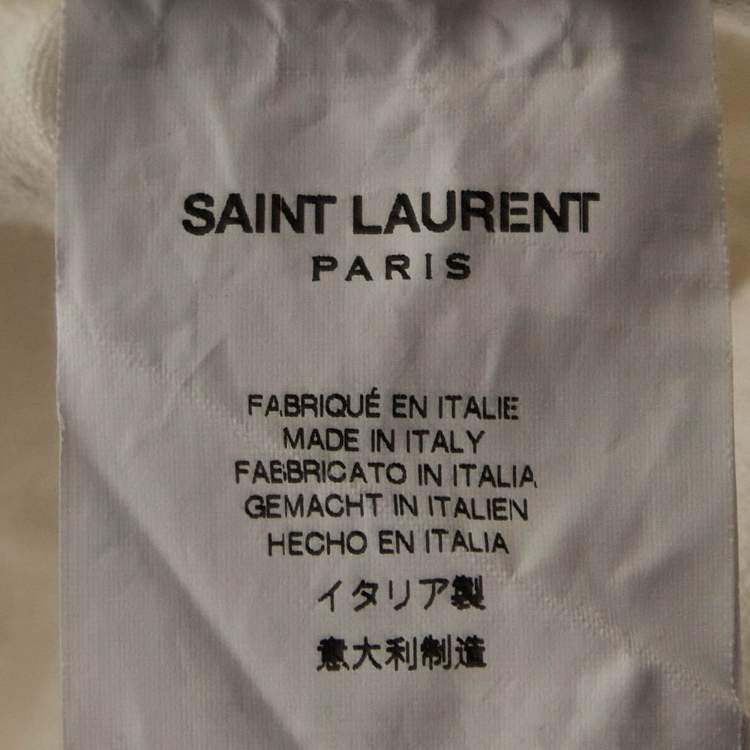 SAINT LAURENT
PARIS
FABRIQUÉ EN ITALIE
MADE IN ITALY
FABBRICATO IN ITALIA
GEMACHT IN ITALIEN
HECHO EN ITALIA
イタリア製
意大利制造